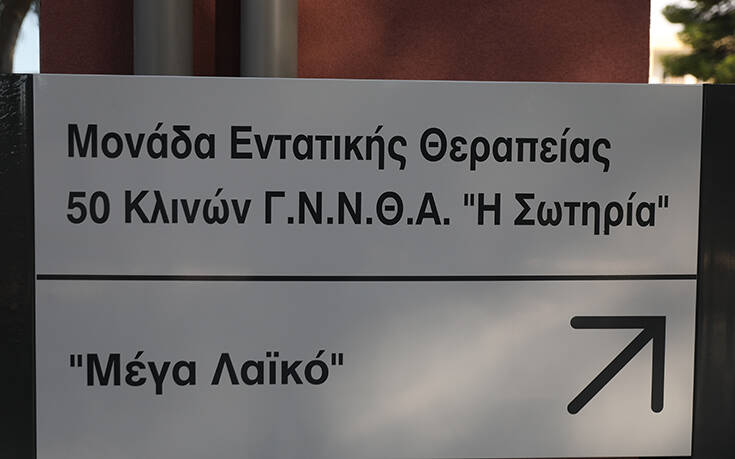 Μονάδα Εντατικής Θεραπείας
50 Κλινών Γ.Ν.Ν.Θ.Α. "Η Σωτηρία"
"Μέγα Λαϊκό"